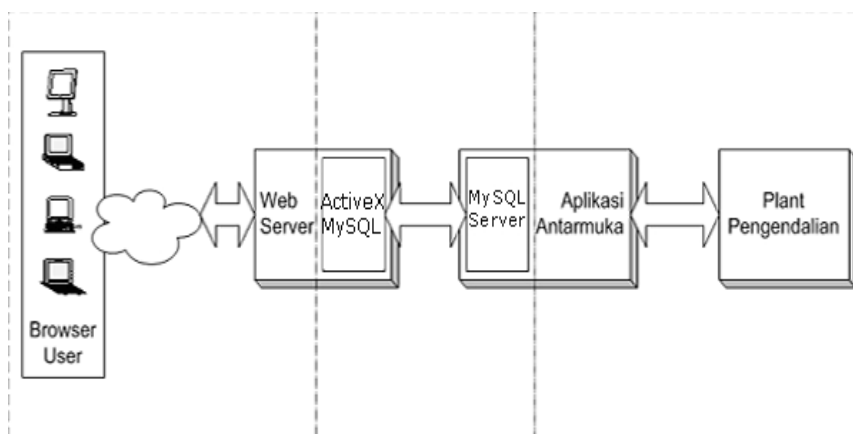 Browser
User
Web
Server
ActiveX
MySQL
MySQL
Server
Aplikasi
Antarmuka
Plant
Pengendalian